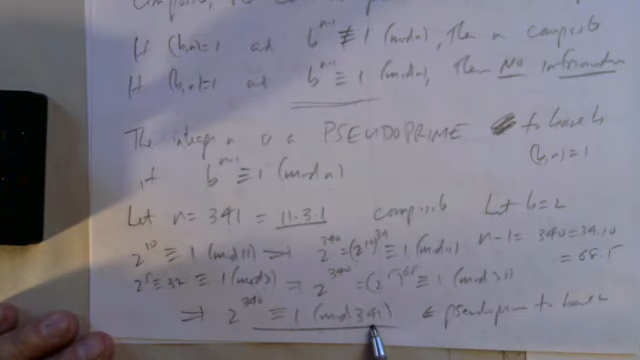 If (b,n)=1 ad b^{n-1} ≢ 1 (mod n), Then n composite
If (b,n)=1 ad b^{n-1} ≡ 1 (mod n), Then NO information
The integer n is a PSEUDOPRIME to base b
if b^{n-1} ≡ 1 (mod n) (b,n)=1
Let n = 341 = 11.31 composite Let b=2
2^{10} ≡ 1 (mod 11) → 2^{340} = (2^{10})^{34} ≡ 1 (mod 11) n-1 = 340 = 34.10
2^5 ≡ 32 ≡ 1 (mod 31) → 2^{340} = (2^5)^{68} ≡ 1 (mod 31) = 68.5
⇒ 2^{340} ≡ 1 (mod 341) ← pseudoprime to base 2